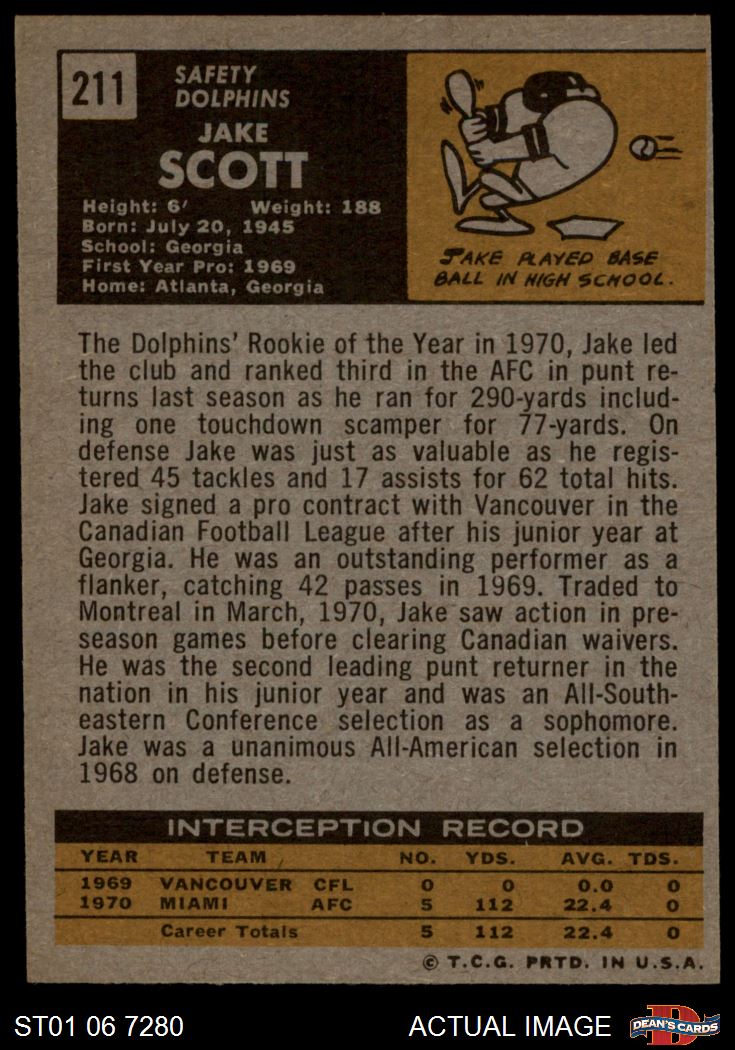 211
SAFETY
DOLPHINS
JAKE
SCOTT
Height: 6' Weight: 188
Born: July 20, 1945
School: Georgia
First Year Pro: 1969
Home: Atlanta, Georgia
JAKE PLAYED BASE
BALL IN HIGH SCHOOL.
The Dolphins' Rookie of the Year in 1970, Jake led
the club and ranked third in the AFC in punt re-
turns last season as he ran for 290-yards includ-
ing one touchdown scamper for 77-yards. On
defense Jake was just as valuable as he regis-
tered 45 tackles and 17 assists for 62 total hits.
Jake signed a pro contract with Vancouver in the
Canadian Football League after his junior year at
Georgia. He was an outstanding performer as a
flanker, catching 42 passes in 1969. Traded to
Montreal in March, 1970, Jake saw action in pre-
season games before clearing Canadian waivers.
He was the second leading punt returner in the
nation in his junior year and was an All-South-
eastern Conference selection as a sophomore.
Jake was a unanimous All-American selection in
1968 on defense.
INTERCEPTION RECORD
YEAR TEAM NO. YDS. AVG. TDS.
1969 VANCOUVER CFL 0 0 0.0 0
1970 MIAMI AFC 5 112 22.4 0
Career Totals 5 112 22.4 0
© T.C.G. PRTD. IN U.S.A.
ST01 06 7280 ACTUAL IMAGE D DEAN'S CARDS